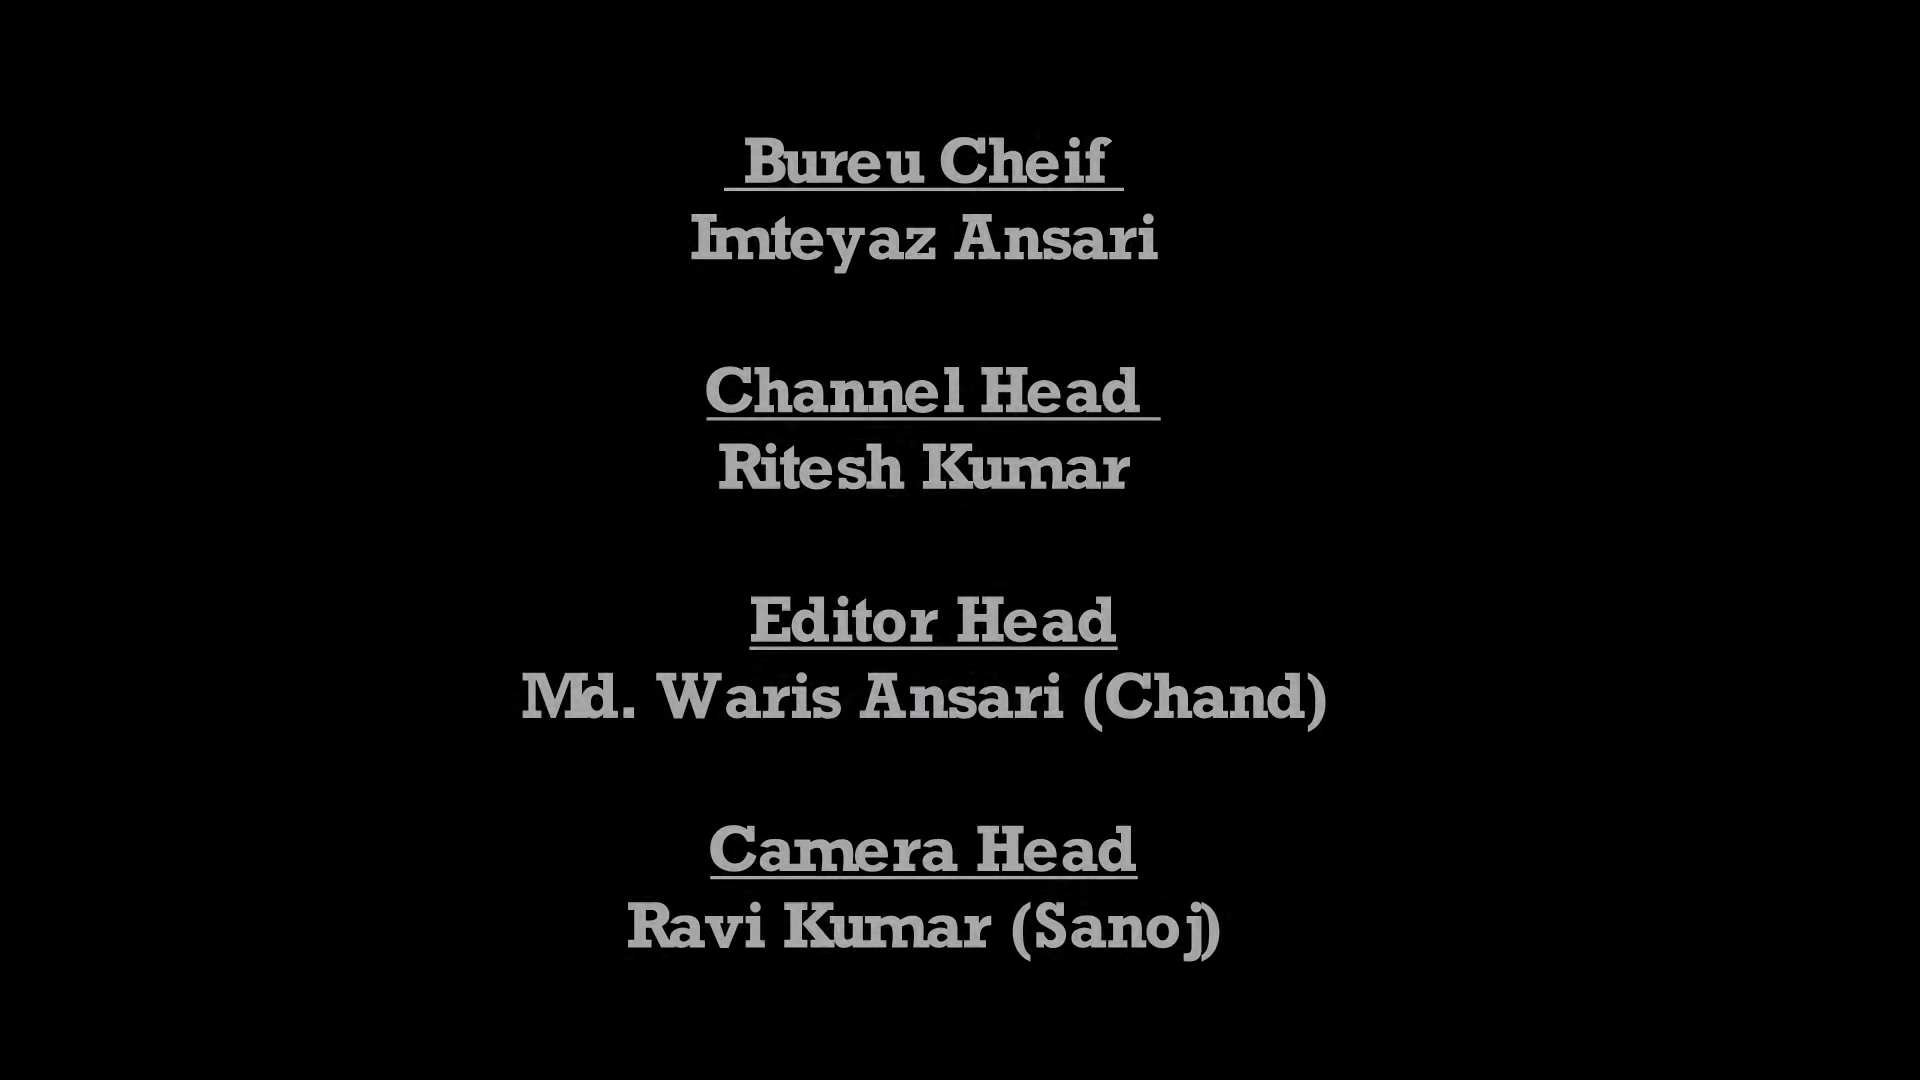 Bureu Cheif
Imteyaz Ansari
Channel Head
Ritesh Kumar
Editor Head
Md. Waris Ansari (Chand)
Camera Head
Ravi Kumar (Sanoj)